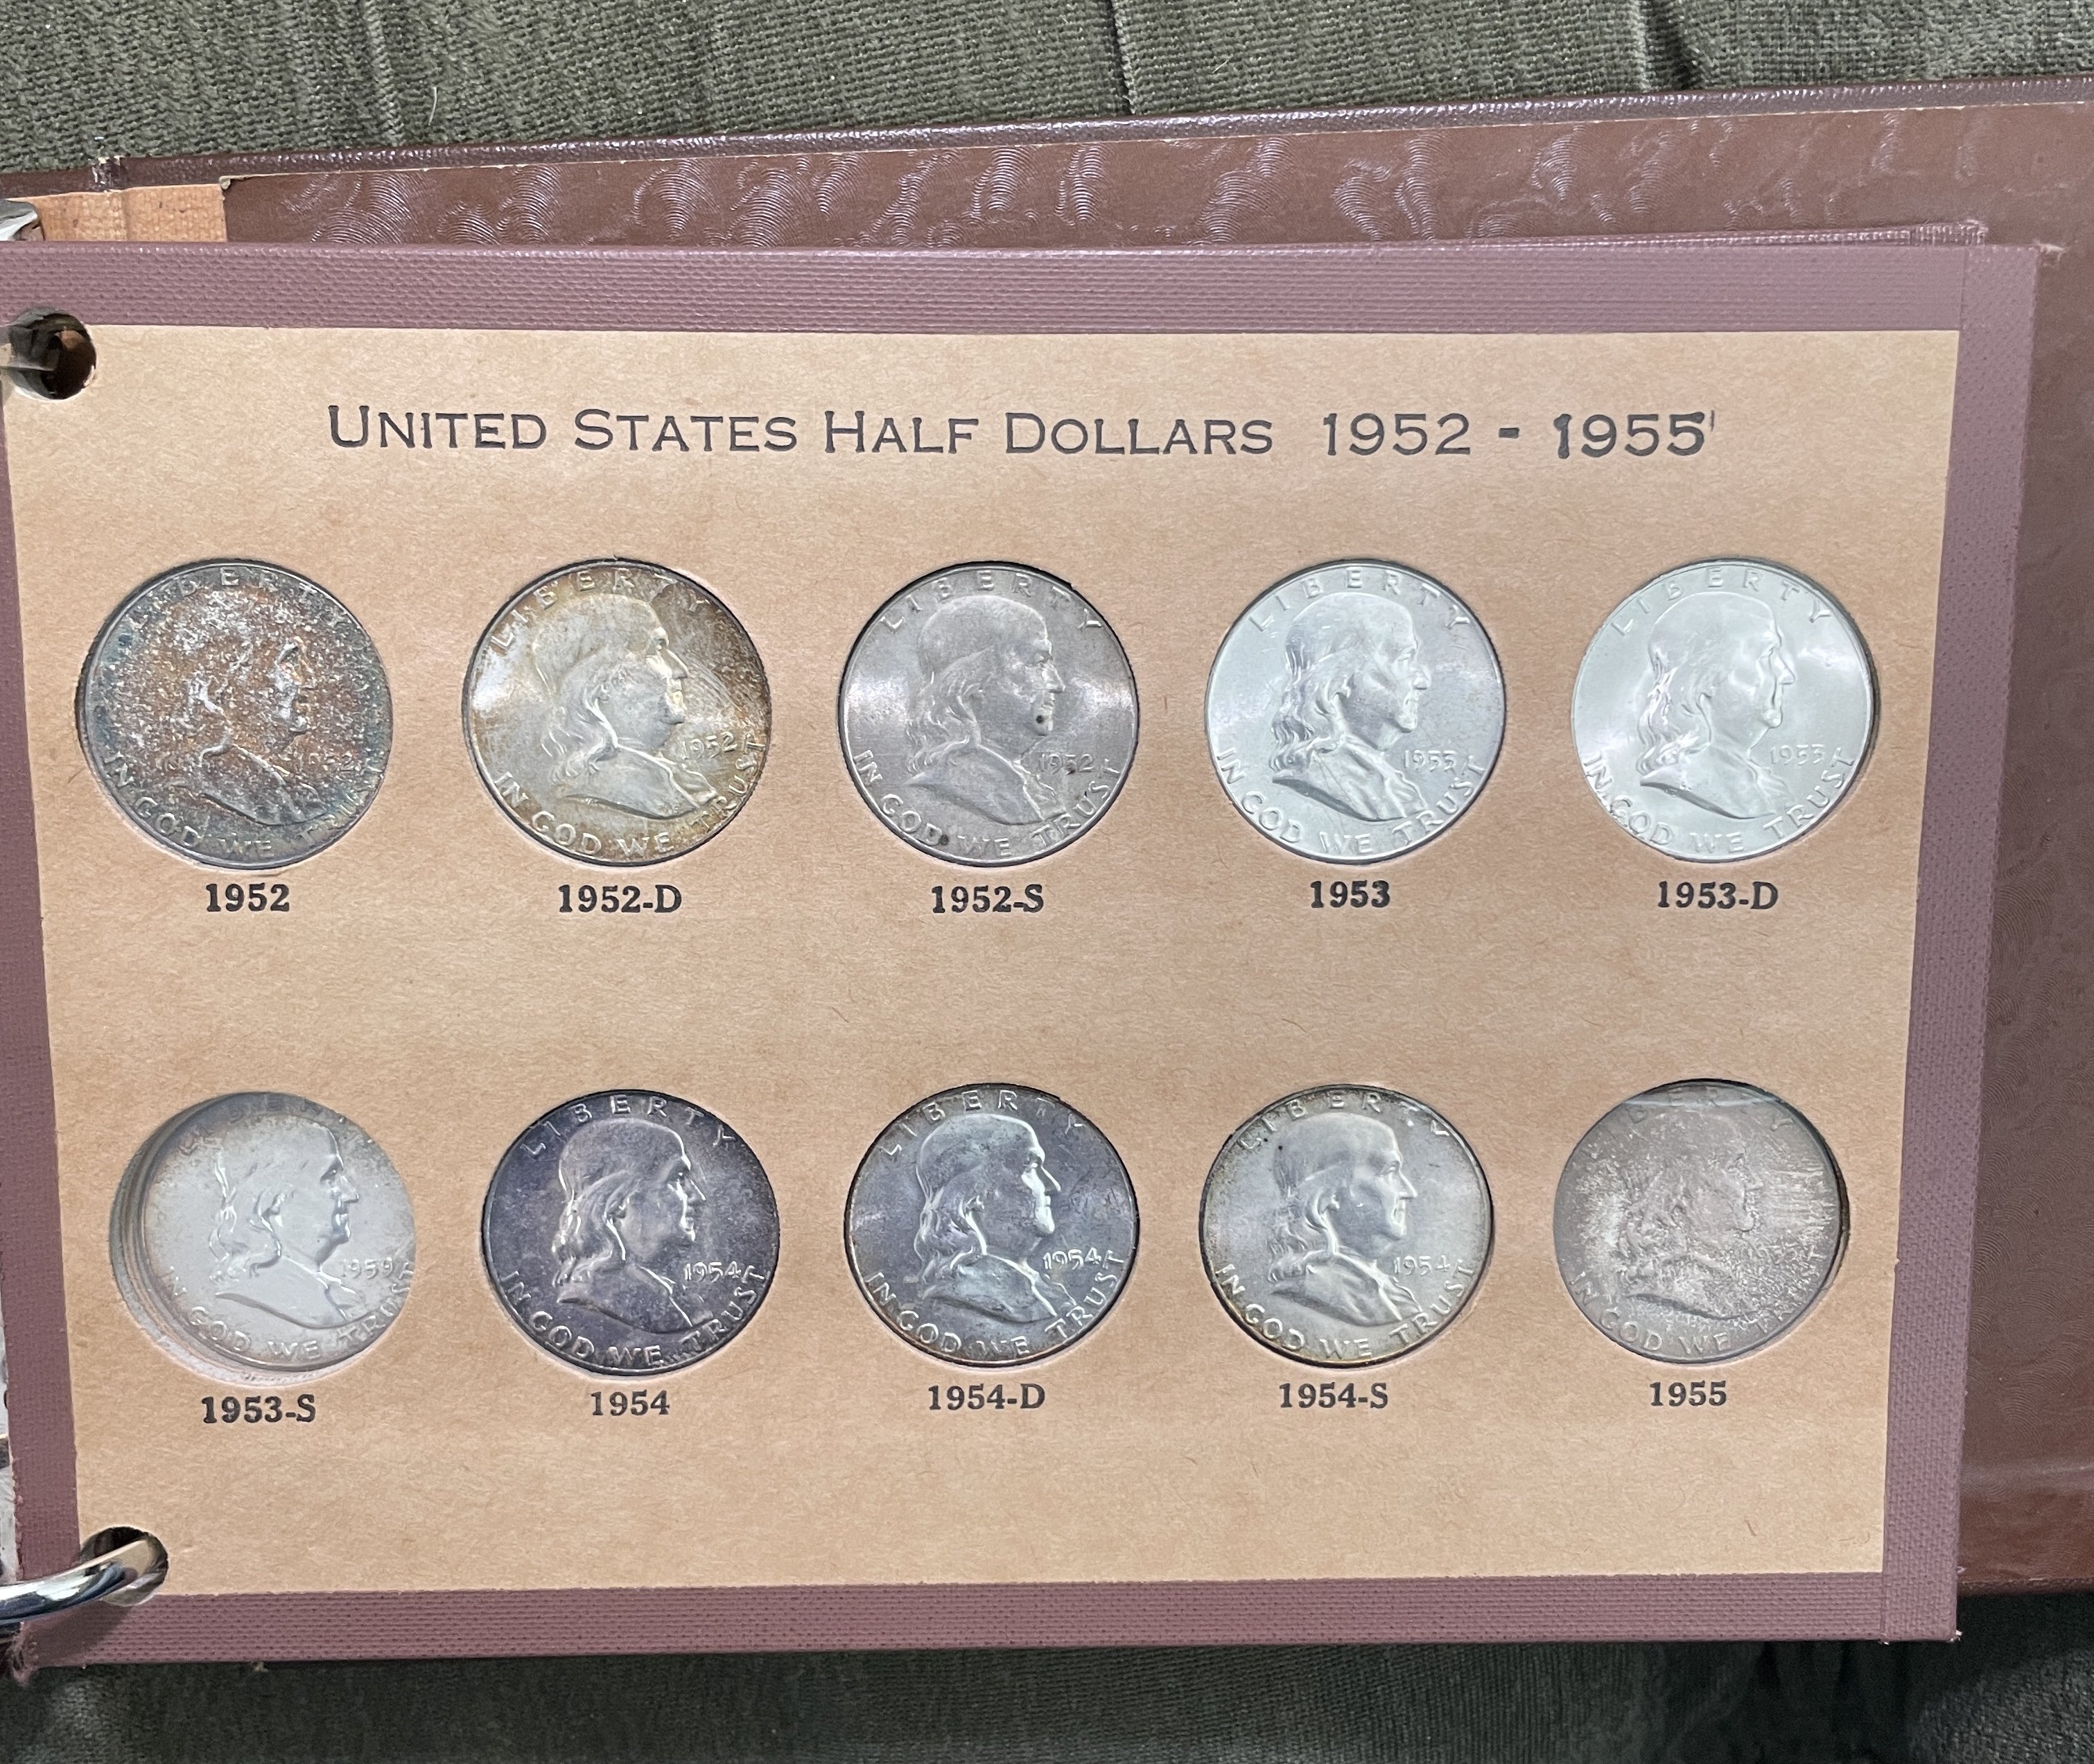 UNITED STATES HALF DOLLARS 1952 - 1955
LIBERTY
IN GOD WE TRUST
1952
LIBERTY
IN GOD WE TRUST
1952
LIBERTY
IN GOD WE TRUST
1952
LIBERTY
IN GOD WE TRUST
1953
LIBERTY
IN GOD WE TRUST
1953
1952
1952-D
1952-S
1953
1953-D
LIBERTY
IN GOD WE TRUST
LIBERTY
IN GOD WE TRUST
1954
LIBERTY
IN GOD WE TRUST
1954
LIBERTY
IN GOD WE TRUST
1954
IN GOD WE TRUST
1953-S
1954
1954-D
1954-S
1955